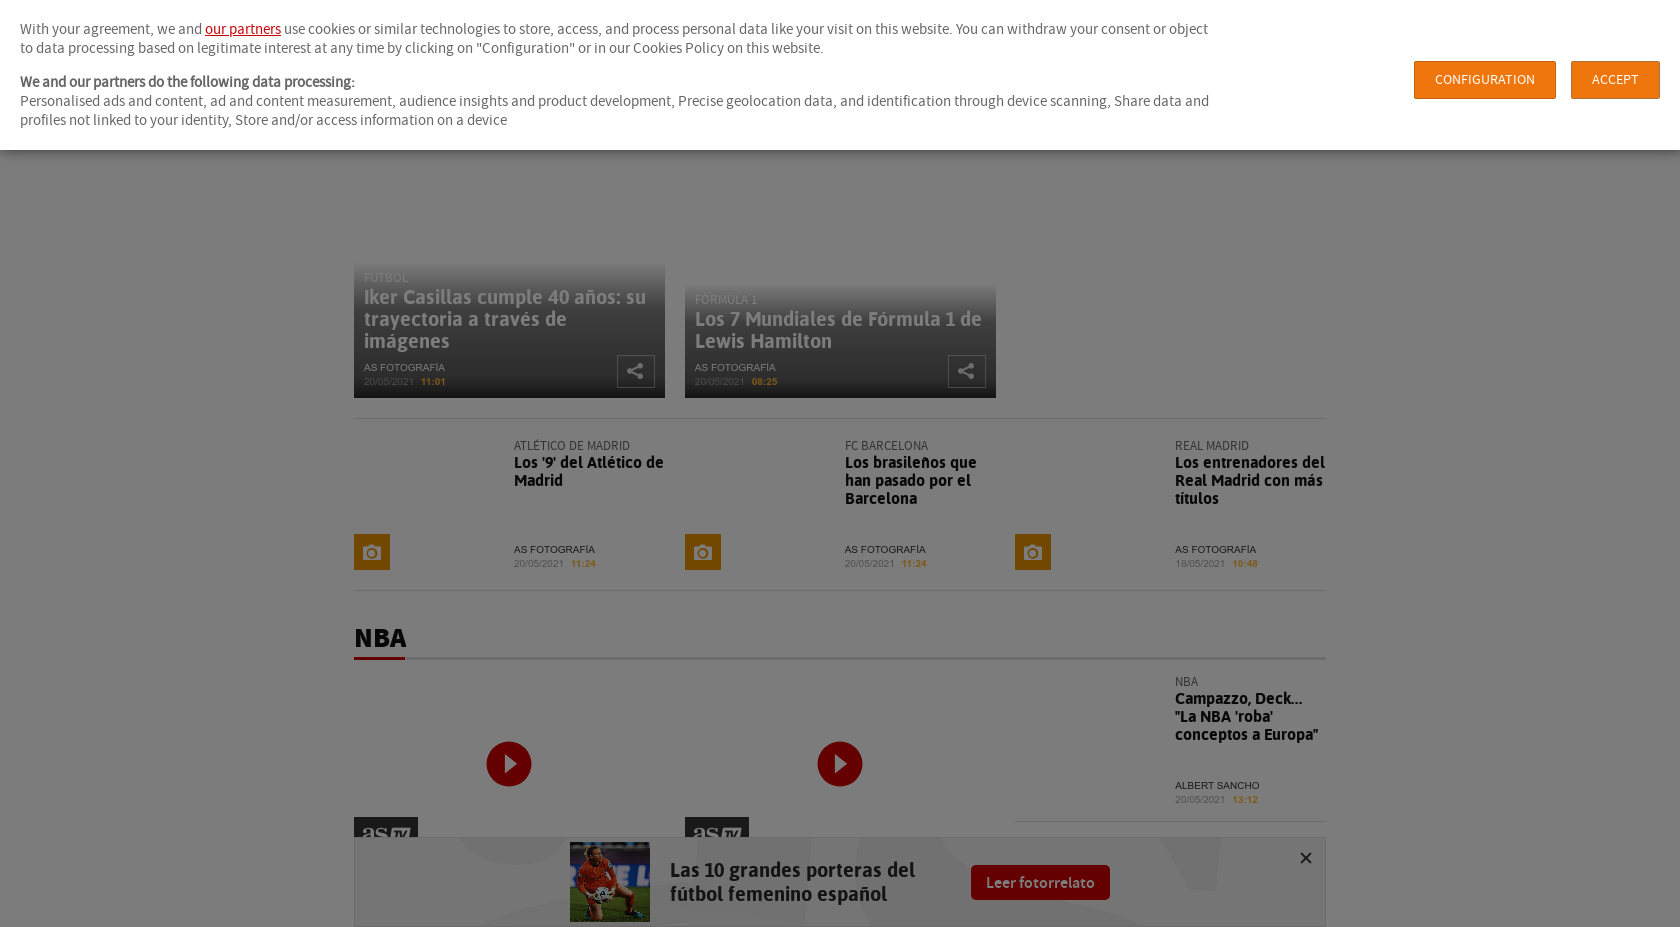 With your agreement, we and our partners use cookies or similar technologies to store, access, and process personal data like your visit on this website. You can withdraw your consent or object
to data processing based on legitimate interest at any time by clicking on "Configuration" or in our Cookies Policy on this website.
We and our partners do the following data processing:
Personalised ads and content, ad and content measurement, audience insights and product development, Precise geolocation data, and identification through device scanning, Share data and
profiles not linked to your identity, Store and/or access information on a device
CONFIGURATION
ACCEPT
FÚTBOL
Iker Casillas cumple 40 años: su
trayectoria a través de
imágenes
AS FOTOGRAFÍA
20/05/2021 11:01
FÓRMULA 1
Los 7 Mundiales de Fórmula 1 de
Lewis Hamilton
AS FOTOGRAFÍA
20/05/2021 08:25
ATLÉTICO DE MADRID
Los '9' del Atlético de
Madrid
AS FOTOGRAFÍA
20/05/2021 11:24
FC BARCELONA
Los brasileños que
han pasado por el
Barcelona
AS FOTOGRAFÍA
20/05/2021 11:24
REAL MADRID
Los entrenadores del
Real Madrid con más
títulos
AS FOTOGRAFÍA
18/05/2021 10:48
NBA
as TV
as TV
NBA
Campazzo, Deck...
"La NBA 'roba'
conceptos a Europa"
ALBERT SANCHO
20/05/2021 13:12
Las 10 grandes porteras del
fútbol femenino español
Leer fotorrelato